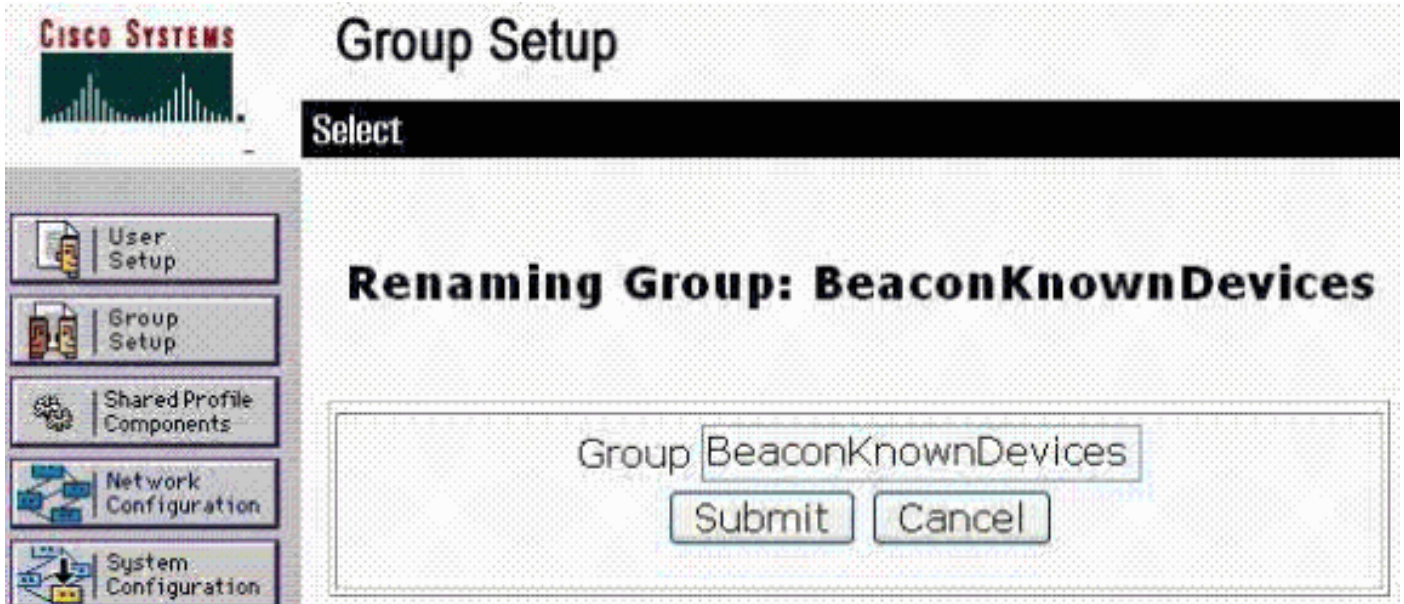 CISCO SYSTEMS
Group Setup
Select
User
Setup
Group
Setup
Shared Profile
Components
Network
Configuration
System
Configuration
Renaming Group: BeaconKnownDevices
Group BeaconKnownDevices
Submit Cancel